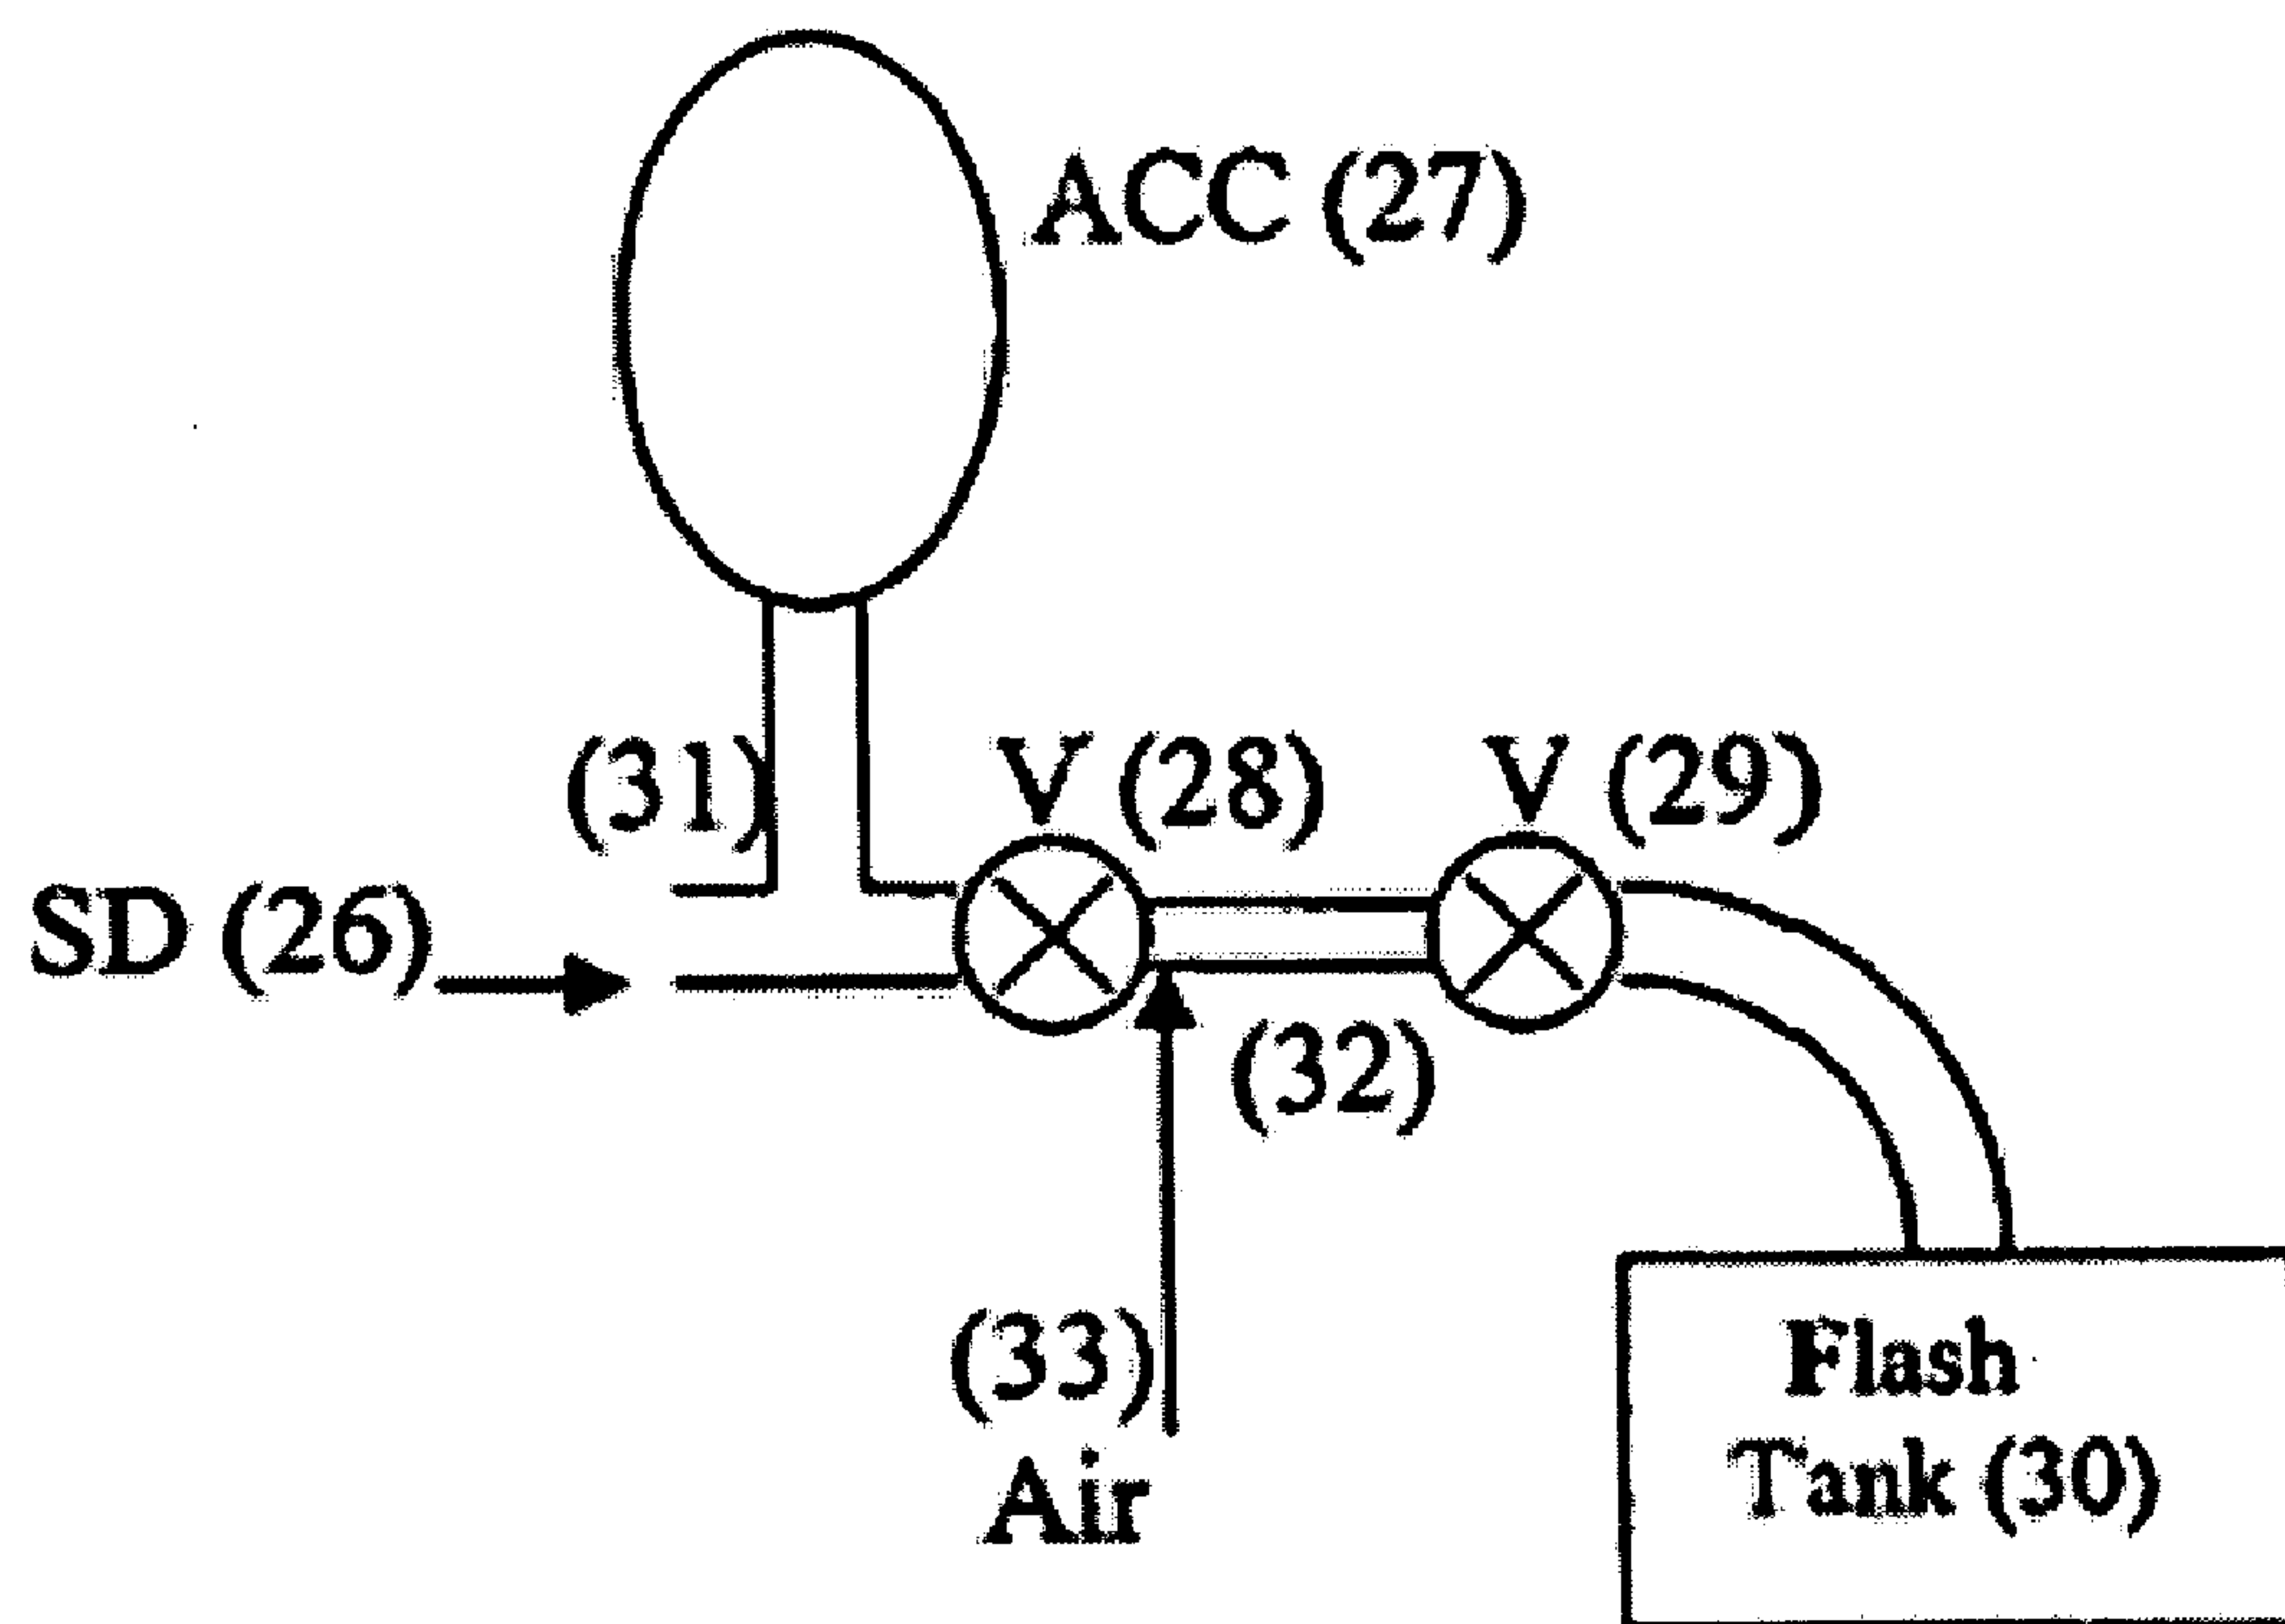 ACC (27)
(31)
V (28)
V (29)
SD (26)
(32)
(33)
Air
Flash
Tank (30)